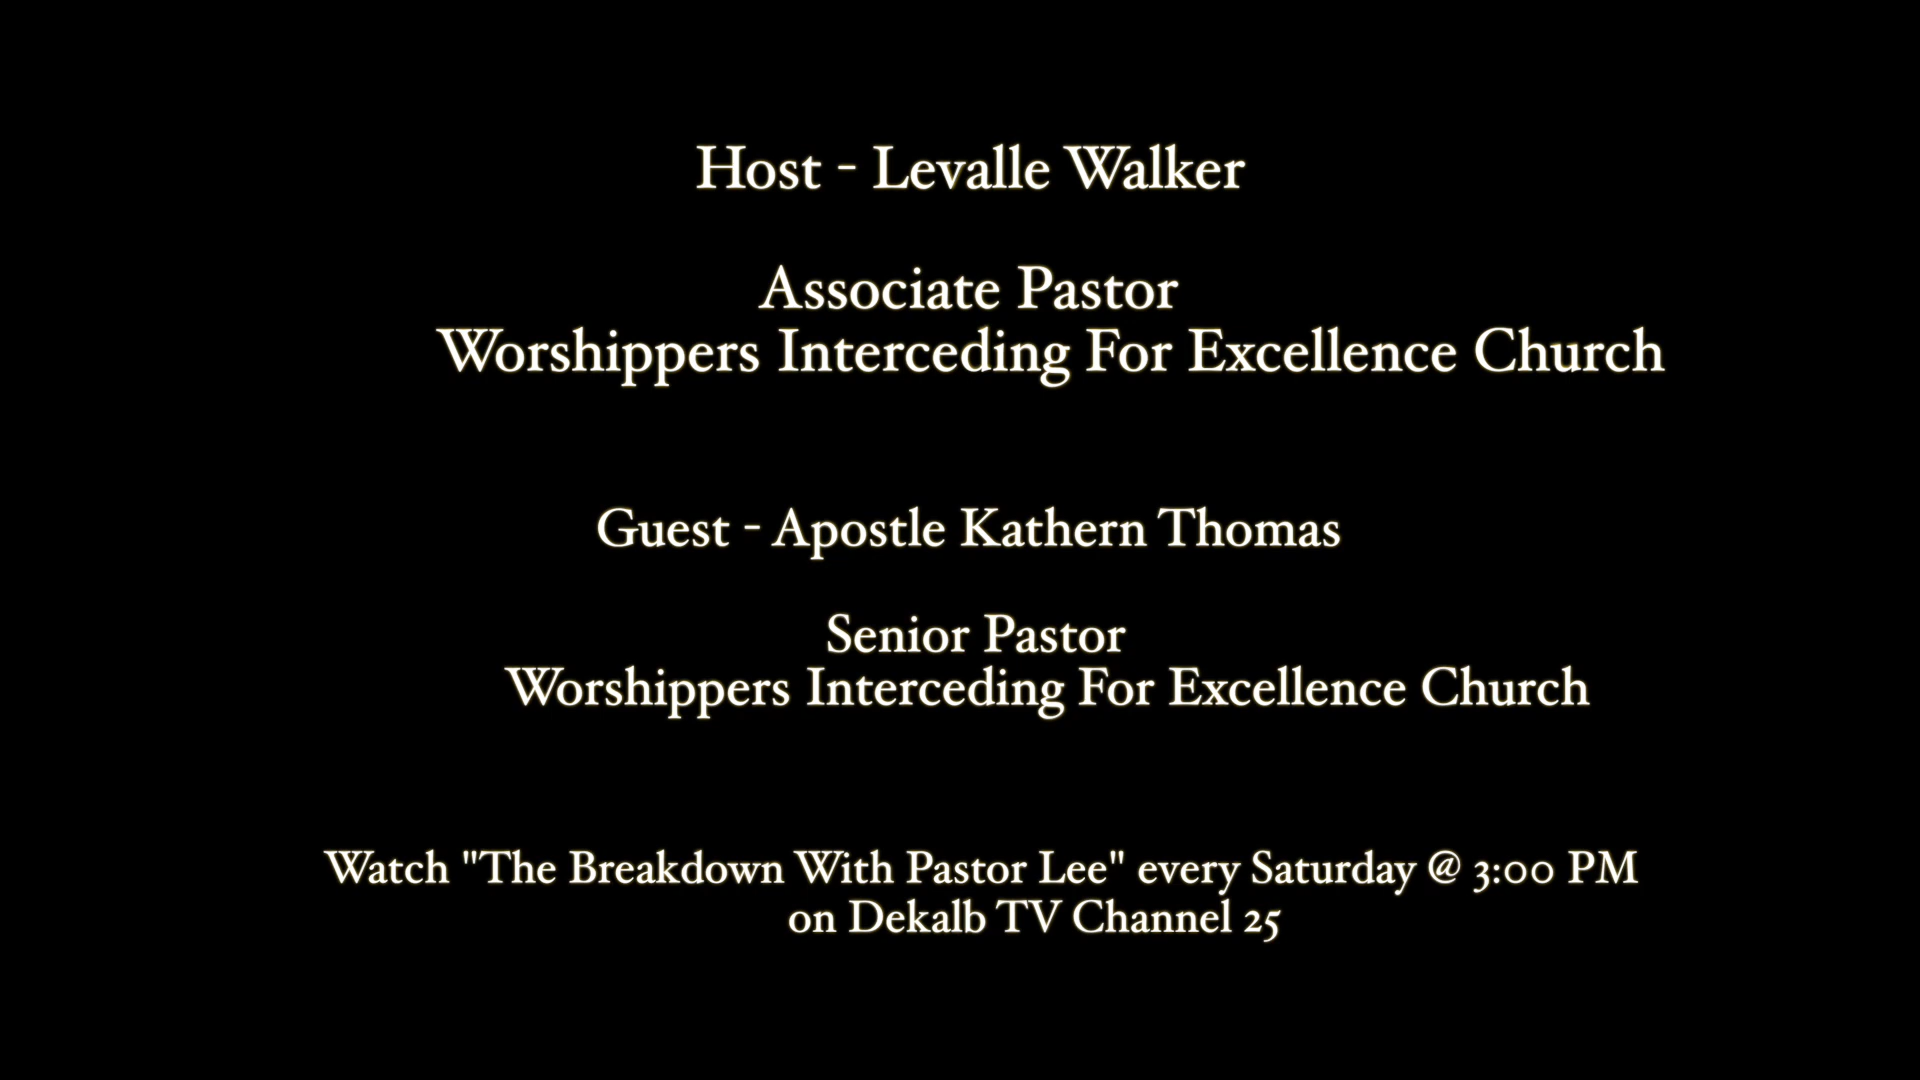 Host - Levalle Walker
Associate Pastor
Worshippers Interceding For Excellence Church
Guest - Apostle Kathern Thomas
Senior Pastor
Worshippers Interceding For Excellence Church
Watch "The Breakdown With Pastor Lee" every Saturday @ 3:00 PM
on Dekalb TV Channel 25